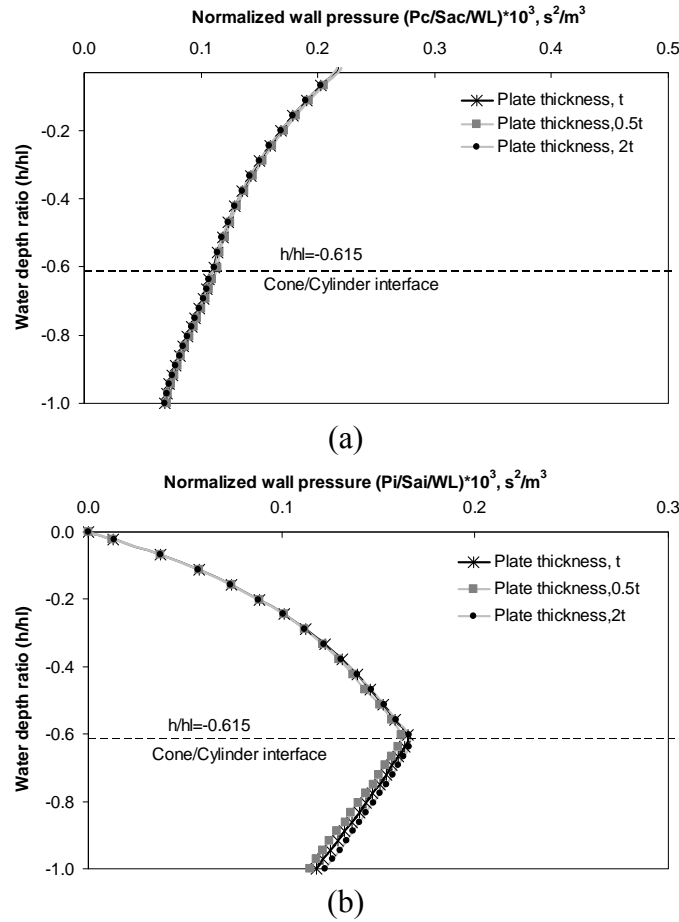 Normalized wall pressure (Pc/Sac/WL)*10³, s²/m³
0.0 0.1 0.2 0.3 0.4 0.5
Plate thickness, t
Plate thickness,0.5t
Plate thickness, 2t
Water depth ratio (h/hl)
-0.2
-0.4
-0.6
-0.8
-1.0
h/hl=-0.615
Cone/Cylinder interface
(a)
Normalized wall pressure (Pi/Sai/WL)*10³, s²/m³
0.0 0.1 0.2 0.3
Plate thickness, t
Plate thickness,0.5t
Plate thickness,2t
Water depth ratio (h/hl)
0.0
-0.2
-0.4
-0.6
-0.8
-1.0
h/hl=-0.615
Cone/Cylinder interface
(b)